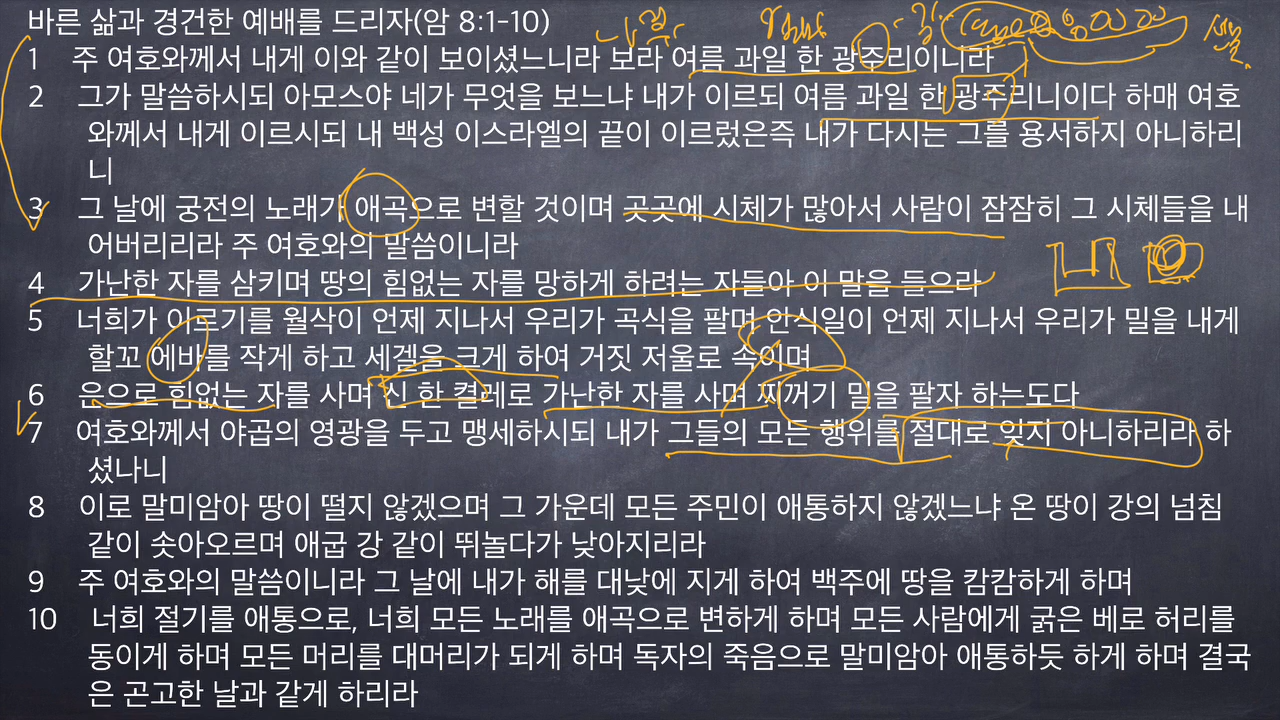 바른 삶과 경건한 예배를 드리자(암 8:1-10)
1 주 여호와께서 내게 이와 같이 보이셨느니라 보라 여름 과일 한 광주리이니라
2 그가 말씀하시되 아모스야 네가 무엇을 보느냐 내가 이르되 여름 과일 한 광주리니이다 하매 여호
와께서 내게 이르시되 내 백성 이스라엘의 끝이 이르렀은즉 내가 다시는 그를 용서하지 아니하리
니
3 그 날에 궁전의 노래가 애곡으로 변할 것이며 곳곳에 시체가 많아서 사람이 잠잠히 그 시체들을 내
어버리리라 주 여호와의 말씀이니라
4 가난한 자를 삼키며 땅의 힘없는 자를 망하게 하려는 자들아 이 말을 들으라
5 너희가 이르기를 월삭이 언제 지나서 우리가 곡식을 팔며 안식일이 언제 지나서 우리가 밀을 내게
할꼬 에바를 작게 하고 세겔을 크게 하여 거짓 저울로 속이며
6 은으로 힘없는 자를 사며 신 한 켤레로 가난한 자를 사며 찌꺼기 밀을 팔자 하는도다
7 여호와께서 야곱의 영광을 두고 맹세하시되 내가 그들의 모든 행위를 절대로 잊지 아니하리라 하
셨나니
8 이로 말미암아 땅이 떨지 않겠으며 그 가운데 모든 주민이 애통하지 않겠느냐 온 땅이 강의 넘침
같이 솟아오르며 애굽 강 같이 뛰놀다가 낮아지리라
9 주 여호와의 말씀이니라 그 날에 내가 해를 대낮에 지게 하여 백주에 땅을 캄캄하게 하며
10 너희 절기를 애통으로, 너희 모든 노래를 애곡으로 변하게 하며 모든 사람에게 굵은 베로 허리를
동이게 하며 모든 머리를 대머리가 되게 하며 독자의 죽음으로 말미암아 애통하듯 하게 하며 결국
은 곤고한 날과 같게 하리라